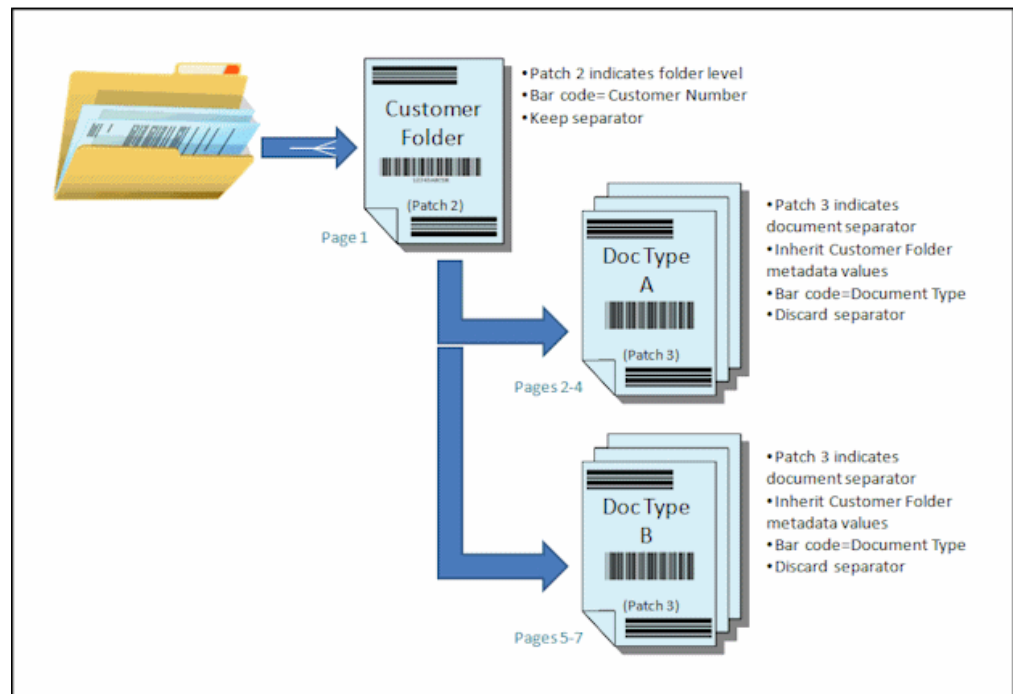 •Patch 2 indicates folder level
•Bar code= Customer Number
•Keep separator
Customer
Folder
(Patch 2)
Page 1
•Patch 3 indicates
document separator
•Inherit Customer Folder
metadata values
•Bar code=Document Type
•Discard separator
Doc Type
A
(Patch 3)
Pages 2-4
•Patch 3 indicates
document separator
•Inherit Customer Folder
metadata values
•Bar code=Document Type
•Discard separator
Doc Type
B
(Patch 3)
Pages 5-7